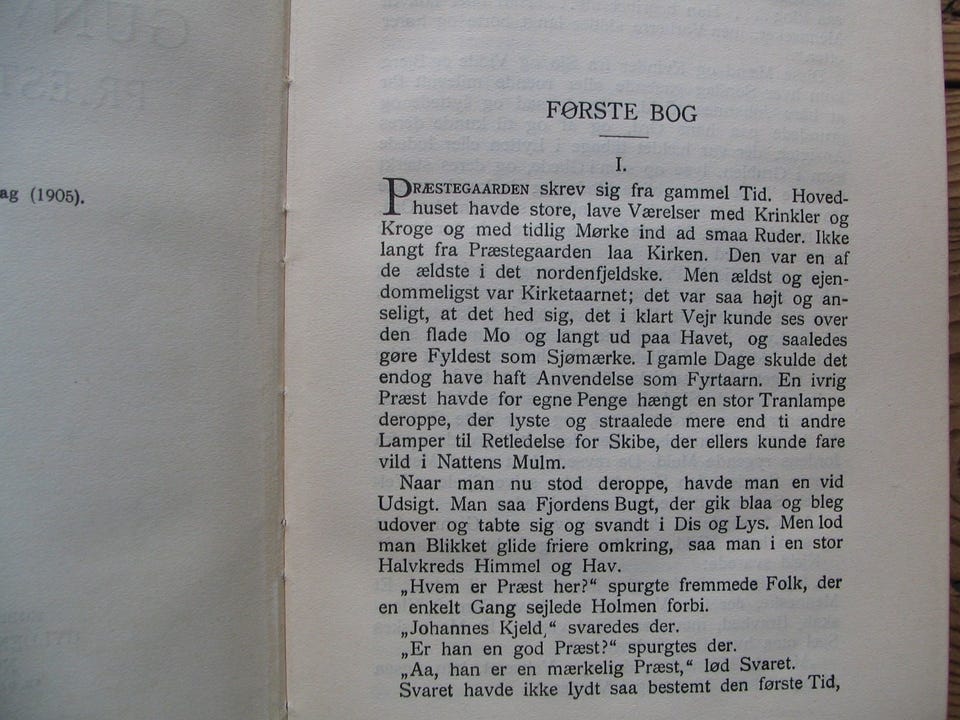 ag (1905).
FØRSTE BOG
I.
PRÆSTEGAARDEN skrev sig fra gammel Tid. Hoved-
huset havde store, lave Værelser med Krinkler og
Kroge og med tidlig Mørke ind ad smaa Ruder. Ikke
langt fra Præstegaarden laa Kirken. Den var en af
de ældste i det nordenfjeldske. Men ældst og ejen-
dommeligst var Kirketaarnet; det var saa højt og an-
seligt, at det hed sig, det i klart Vejr kunde ses over
den flade Mo og langt ud paa Havet, og saaledes
gøre Fyldest som Sjømærke. I gamle Dage skulde det
endog have haft Anvendelse som Fyrtaarn. En ivrig
Præst havde for egne Penge hængt en stor Tranlampe
deroppe, der lyste og straalede mere end ti andre
Lamper til Retledelse for Skibe, der ellers kunde fare
vild i Nattens Mulm.
Naar man nu stod deroppe, havde man en vid
Udsigt. Man saa Fjordens Bugt, der gik blaa og bleg
udover og tabte sig og svandt i Dis og Lys. Men lod
man Blikket glide friere omkring, saa man i en stor
Halvkreds Himmel og Hav.
„Hvem er Præst her?“ spurgte fremmede Folk, der
en enkelt Gang sejlede Holmen forbi.
„Johannes Kjeld,“ svaredes der.
„Er han en god Præst?“ spurgtes der.
„Aa, han er en mærkelig Præst,“ lød Svaret.
Svaret havde ikke lydt saa bestemt den første Tid,